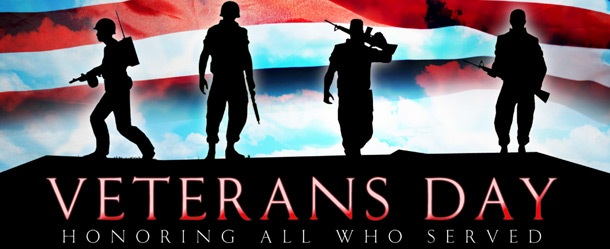 VETERANS DAY
HONORING ALL WHO SERVED